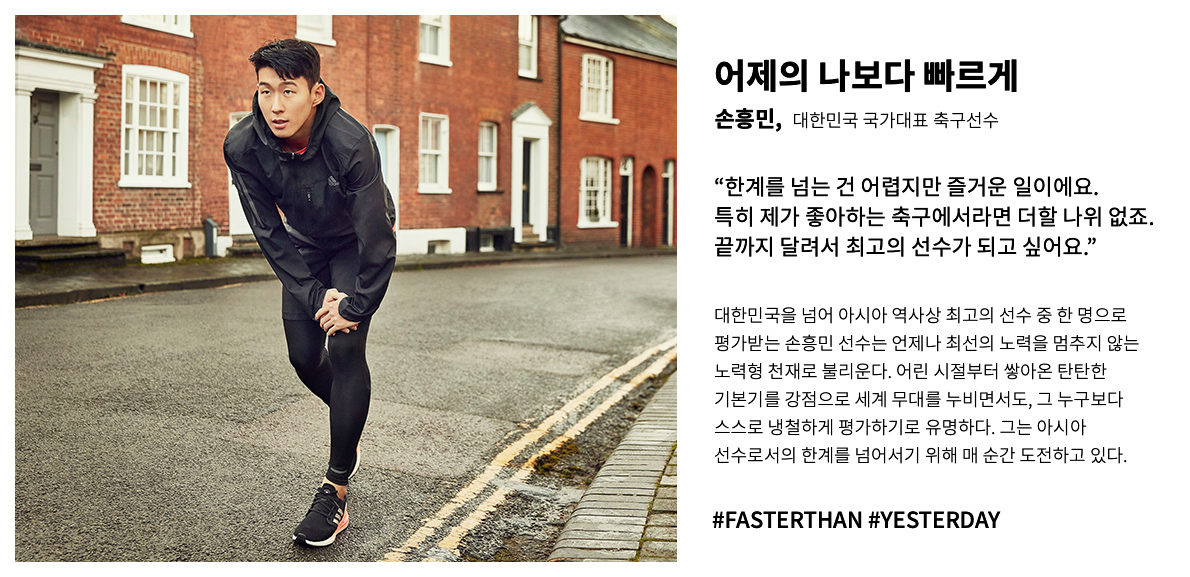 어제의 나보다 빠르게
손흥민, 대한민국 국가대표 축구선수
“한계를 넘는 건 어렵지만 즐거운 일이에요.
특히 제가 좋아하는 축구에서라면 더할 나위 없죠.
끝까지 달려서 최고의 선수가 되고 싶어요.”
대한민국을 넘어 아시아 역사상 최고의 선수 중 한 명으로
평가받는 손흥민 선수는 언제나 최선의 노력을 멈추지 않는
노력형 천재로 불리운다. 어린 시절부터 쌓아온 탄탄한
기본기를 강점으로 세계 무대를 누비면서도, 그 누구보다
스스로 냉철하게 평가하기로 유명하다. 그는 아시아
선수로서의 한계를 넘어서기 위해 매 순간 도전하고 있다.
#FASTERTHAN #YESTERDAY